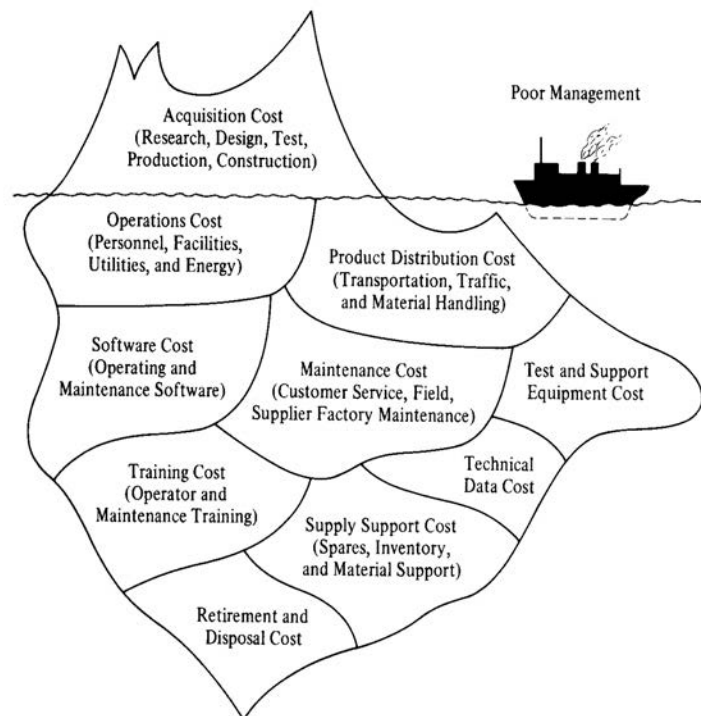 Poor Management
Acquisition Cost
(Research, Design, Test,
Production, Construction)
Operations Cost
(Personnel, Facilities,
Utilities, and Energy)
Product Distribution Cost
(Transportation, Traffic,
and Material Handling)
Software Cost
(Operating and
Maintenance Software)
Maintenance Cost
(Customer Service, Field,
Supplier Factory Maintenance)
Test and Support
Equipment Cost
Training Cost
(Operator and
Maintenance Training)
Technical
Data Cost
Supply Support Cost
(Spares, Inventory,
and Material Support)
Retirement and
Disposal Cost